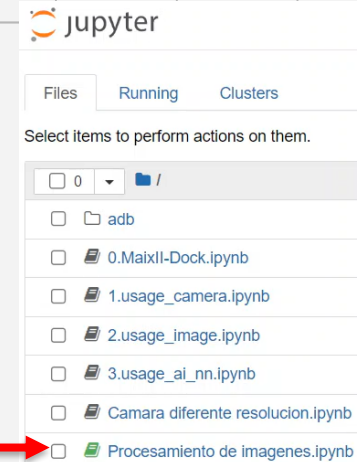 jupyter
Files Running Clusters
Select items to perform actions on them.
0 /
adb
0.MaixII-Dock.ipynb
1.usage_camera.ipynb
2.usage_image.ipynb
3.usage_ai_nn.ipynb
Camara diferente resolucion.ipynb
Procesamiento de imagenes.ipynb